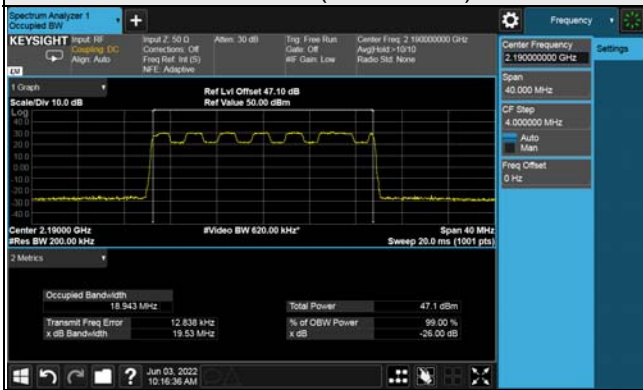 Spectrum Analyzer 1
Occupied BW
+
Frequency
KEYSIGHT
Input: RF
Coupling: DC
Align: Auto
Input Z: 50 Ω
Corrections: Off
Freq Ref: Int (S)
NFE: Adaptive
Atten: 30 dB
Trig: Free Run
Gate: Off
#IF Gain: Low
Center Freq: 2.190000000 GHz
Avg|Hold:>10/10
Radio Std: None
LM
Center Frequency
2.190000000 GHz
Settings
Span
40.000 MHz
CF Step
4.000000 MHz
Auto
Man
Freq Offset
0 Hz
1 Graph
Scale/Div 10.0 dB
Ref Lvl Offset 47.10 dB
Ref Value 50.00 dBm
Log
40.0
30.0
20.0
10.0
0.00
-10.0
-20.0
-30.0
-40.0
Center 2.19000 GHz
#Video BW 620.00 kHz*
Span 40 MHz
#Res BW 200.00 kHz
Sweep 20.0 ms (1001 pts)
2 Metrics
Occupied Bandwidth
18.943 MHz
Total Power
47.1 dBm
Transmit Freq Error
12.838 kHz
% of OBW Power
99.00 %
x dB Bandwidth
19.53 MHz
x dB
-26.00 dB
?
Jun 03, 2022
10:16:36 AM